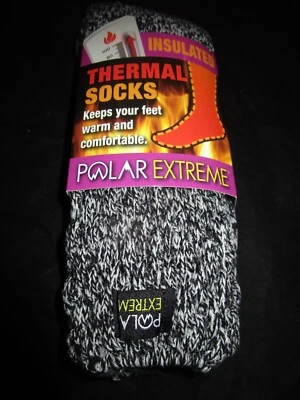 INSULATED
THERMAL
SOCKS
Keeps your feet
warm and
comfortable.
POLAR EXTREME
POLA
EXTREM